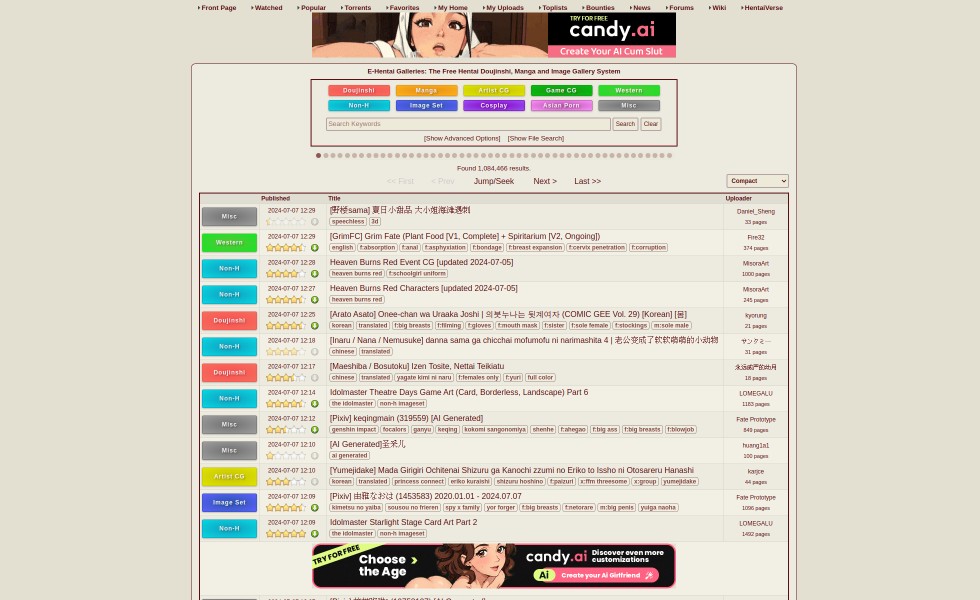 Front Page Watched Popular Torrents Favorites My Home My Uploads Toplists Bounties News Forums Wiki HentaiVerse
TRY FOR FREE
candy.ai
Create Your AI Cum Slut
E-Hentai Galleries: The Free Hentai Doujinshi, Manga and Image Gallery System
Doujinshi Manga Artist CG Game CG Western
Non-H Image Set Cosplay Asian Porn Misc
Search Keywords Search Clear
[Show Advanced Options] [Show File Search]
Found 1,084,466 results.
<< First < Prev Jump/Seek Next > Last >> Compact
Published Title Uploader
Misc 2024-07-07 12:29 [野楼sama] 夏日小甜品 大小姐海滩遇刺 Daniel_Sheng
speechless 3d 33 pages
Western 2024-07-07 12:29 [GrimFC] Grim Fate (Plant Food [V1, Complete] + Spiritarium [V2, Ongoing]) Fire32
english f:absorption f:anal f:asphyxiation f:bondage f:breast expansion f:cervix penetration f:corruption 374 pages
Non-H 2024-07-07 12:28 Heaven Burns Red Event CG [updated 2024-07-05] MisoraArt
heaven burns red f:schoolgirl uniform 1000 pages
Non-H 2024-07-07 12:27 Heaven Burns Red Characters [updated 2024-07-05] MisoraArt
heaven burns red 245 pages
Doujinshi 2024-07-07 12:25 [Arato Asato] Onee-chan wa Uraaka Joshi | 의붓누나는 뒷계여자 (COMIC GEE Vol. 29) [Korean] [몸] kyorung
korean translated f:big breasts f:filming f:gloves f:mouth mask f:sister f:sole female f:stockings m:sole male 21 pages
Non-H 2024-07-07 12:18 [Inaru / Nana / Nemusuke] danna sama ga chicchai mofumofu ni narimashita 4 | 老公变成了软软萌萌的小动物
chinese translated 31 pages
Doujinshi 2024-07-07 12:17 [Maeshiba / Bosutoku] Izen Tosite, Nettai Teikiatu
chinese translated yagate kimi ni naru f:females only f:yuri full color 18 pages
Non-H 2024-07-07 12:14 Idolmaster Theatre Days Game Art (Card, Borderless, Landscape) Part 6 LOMEGALU
the idolmaster non-h imageset 1183 pages
Misc 2024-07-07 12:12 [Pixiv] keqingmain (319559) [AI Generated] Fate Prototype
genshin impact focalors ganyu keqing kokomi sangonomiya shenhe f:ahegao f:big ass f:big breasts f:blowjob 849 pages
Misc 2024-07-07 12:10 [AI Generated]圣茶儿 huang1a1
ai generated 100 pages
Artist CG 2024-07-07 12:10 [Yumejidake] Mada Girigiri Ochitenai Shizuru ga Kanochi zzumi no Eriko to Issho ni Otosareru Hanashi karjce
korean translated princess connect eriko kuraishi shizuru hoshino f:paizuri x:ffm threesome x:group yumejidake 44 pages
Image Set 2024-07-07 12:09 [Pixiv] 由雅なおは (1453583) 2020.01.01 - 2024.07.07 Fate Prototype
kimetsu no yaiba sousou no frieren spy x family yor forger f:big breasts f:netorare m:big penis yuiga naoha 1096 pages
Non-H 2024-07-07 12:09 Idolmaster Starlight Stage Card Art Part 2 LOMEGALU
the idolmaster non-h imageset 1492 pages
TRY FOR FREE
Choose the Age
candy.ai
Discover even more customizations
Ai Create your AI Girlfriend